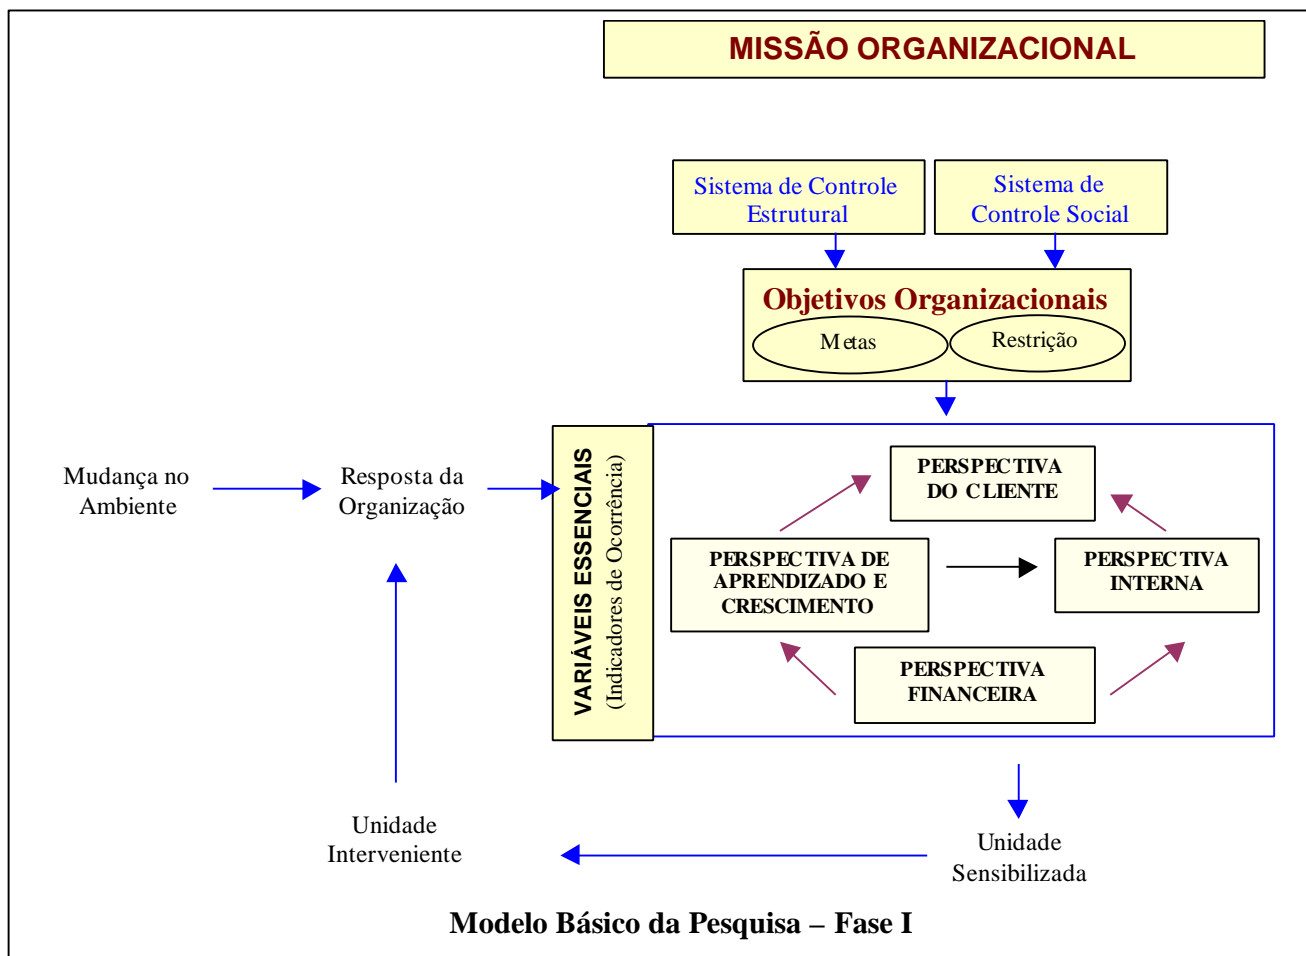 MISSÃO ORGANIZACIONAL
Sistema de Controle
Estrutural
Sistema de
Controle Social
Objetivos Organizacionais
Metas
Restrição
Mudança no
Ambiente
Resposta da
Organização
VARIÁVEIS ESSENCIAIS
(Indicadores de Ocorrência)
PERSPECTIVA
DO CLIENTE
PERSPECTIVA DE
APRENDIZADO E
CRESCIMENTO
PERSPECTIVA
INTERNA
PERSPECTIVA
FINANCEIRA
Unidade
Interveniente
Unidade
Sensibilizada
Modelo Básico da Pesquisa – Fase I